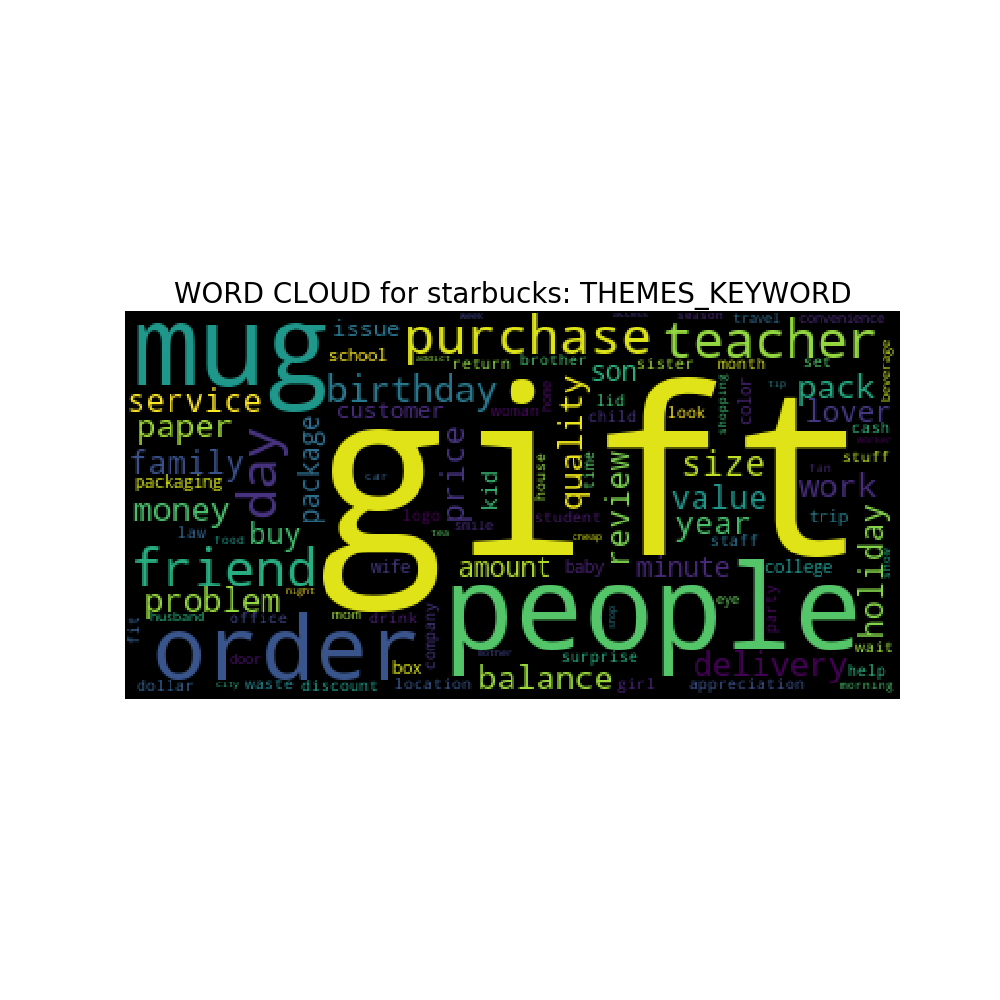 WORD CLOUD for starbucks: THEMES_KEYWORD
week
access
season
travel
convenience
mug
issue
purchase
teacher
school
addict
return
brother
sister
month
set
beverage
birthday
son
tip
pack
service
customer
woman
home
lid
child
look
shopping
color
lover
cash
paper
day
package
gift
quality
time
worker
stuff
family
price
house
size
fan
packaging
car
kid
review
value
work
money
logo
smile
student
year
trip
law
food
buy
tea
cheap
staff
holiday
show
friend
wife
amount
baby
minute
college
night
problem
people
eye
party
husband
office
mom
drink
company
fit
order
wait
door
box
mother
surprise
delivery
help
dollar
city
waste
discount
location
balance
girl
appreciation
morning